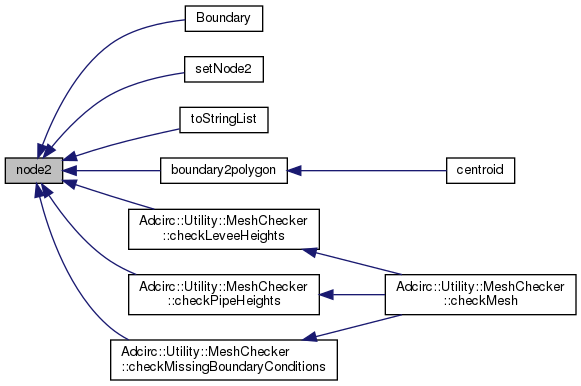 Boundary
setNode2
toStringList
node2
boundary2polygon
centroid
Adcirc::Utility::MeshChecker
::checkLeveeHeights
Adcirc::Utility::MeshChecker
::checkPipeHeights
Adcirc::Utility::MeshChecker
::checkMesh
Adcirc::Utility::MeshChecker
::checkMissingBoundaryConditions